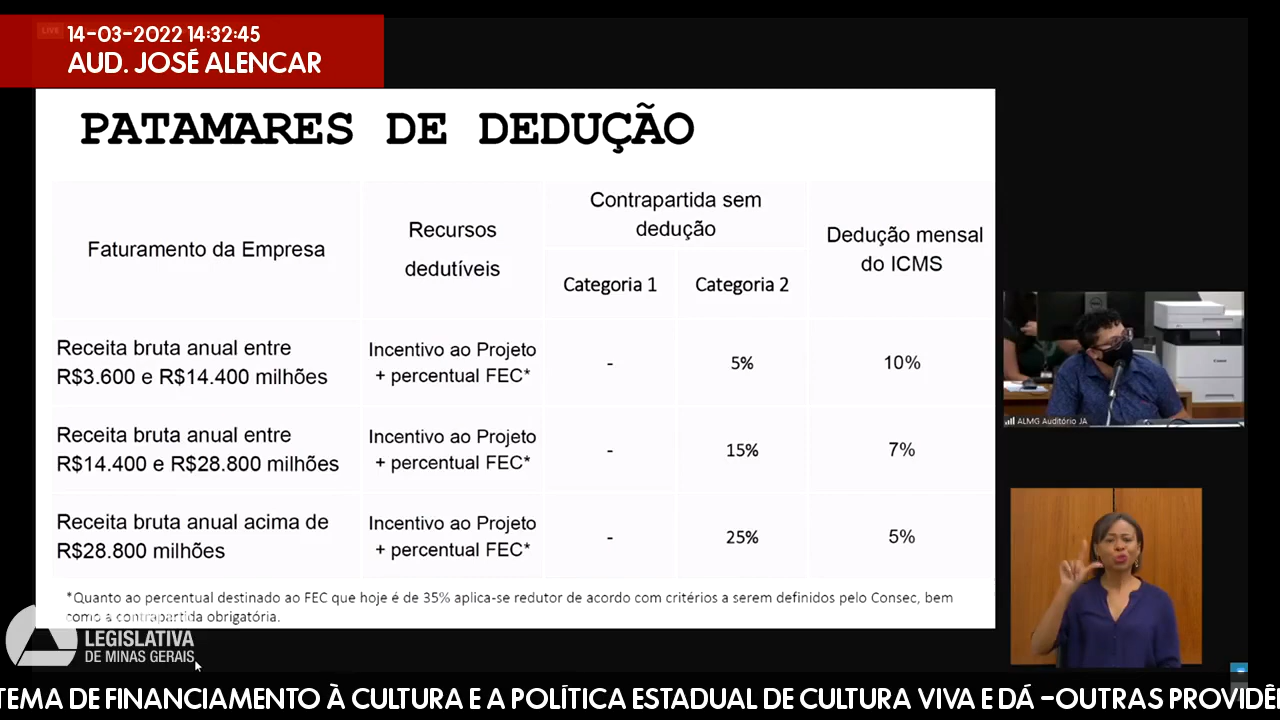 LIVE
14-03-2022 14:32:45
AUD. JOSÉ ALENCAR
PATAMARES DE DEDUÇÃO
Faturamento da Empresa
Recursos
dedutíveis
Contrapartida sem
dedução
Categoria 1
Categoria 2
Dedução mensal
do ICMS
Receita bruta anual entre
R$3.600 e R$14.400 milhões
Incentivo ao Projeto
+ percentual FEC*
-
5%
10%
Receita bruta anual entre
R$14.400 e R$28.800 milhões
Incentivo ao Projeto
+ percentual FEC*
-
15%
7%
Receita bruta anual acima de
R$28.800 milhões
Incentivo ao Projeto
+ percentual FEC*
-
25%
5%
*Quanto ao percentual destinado ao FEC que hoje é de 35% aplica-se redutor de acordo com critérios a serem definidos pelo Consec, bem
como a contrapartida obrigatória.
ALMG Auditório JA
LEGISLATIVA
DE MINAS GERAIS
TEMA DE FINANCIAMENTO À CULTURA E A POLÍTICA ESTADUAL DE CULTURA VIVA E DÁ -OUTRAS PROVIDÊ